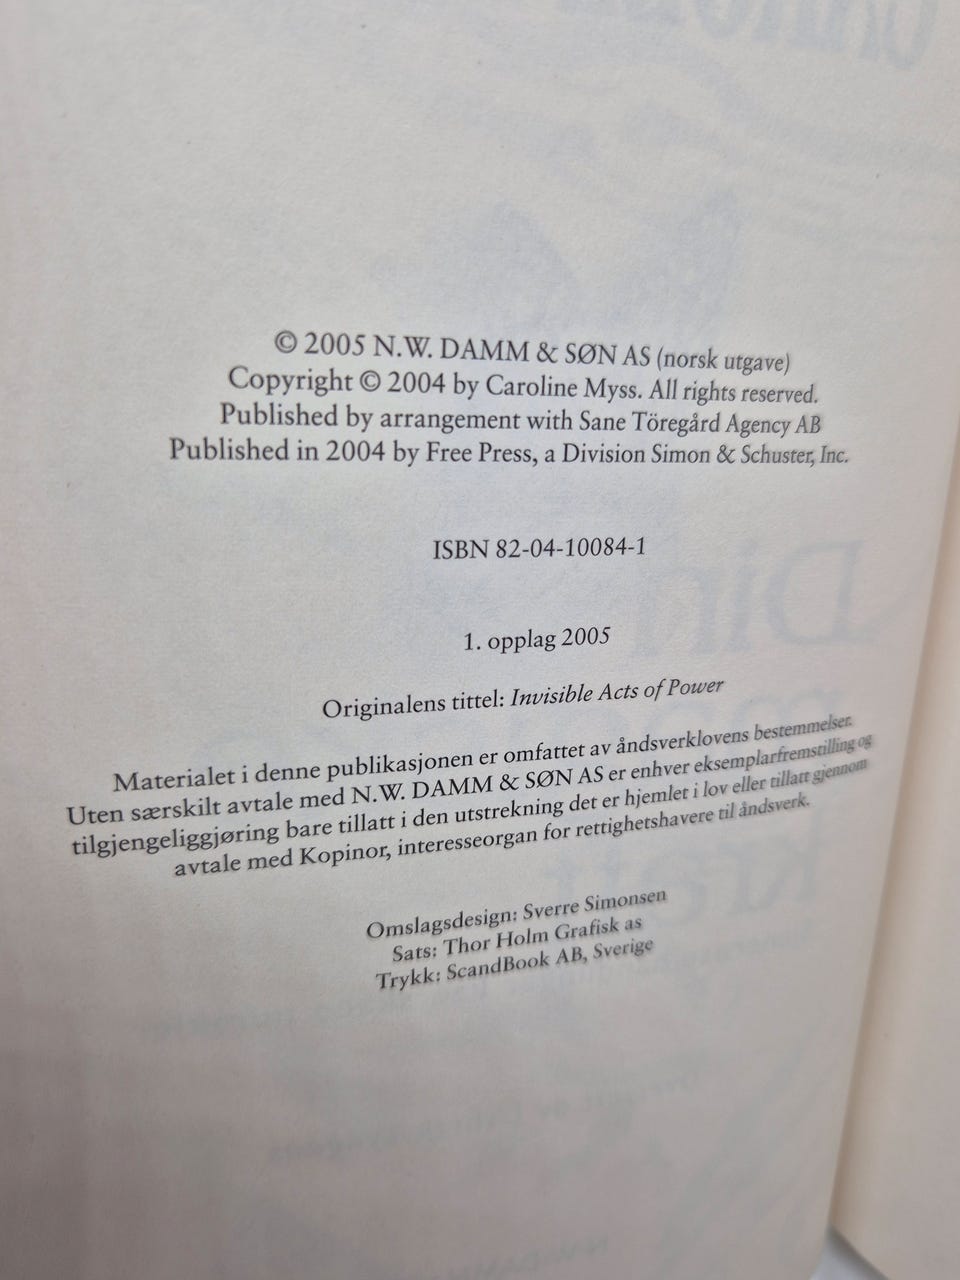 © 2005 N.W. DAMM & SØN AS (norsk utgave)
Copyright © 2004 by Caroline Myss. All rights reserved.
Published by arrangement with Sane Töregård Agency AB
Published in 2004 by Free Press, a Division Simon & Schuster, Inc.
ISBN 82-04-10084-1
1. opplag 2005
Originalens tittel: Invisible Acts of Power
Materialet i denne publikasjonen er omfattet av åndsverklovens bestemmelser.
Uten særskilt avtale med N.W. DAMM & SØN AS er enhver eksemplarfremstilling og
tilgjengeliggjøring bare tillatt i den utstrekning det er hjemlet i lov eller tillatt gjennom
avtale med Kopinor, interesseorgan for rettighetshavere til åndsverk.
Omslagsdesign: Sverre Simonsen
Sats: Thor Holm Grafisk as
Trykk: ScandBook AB, Sverige